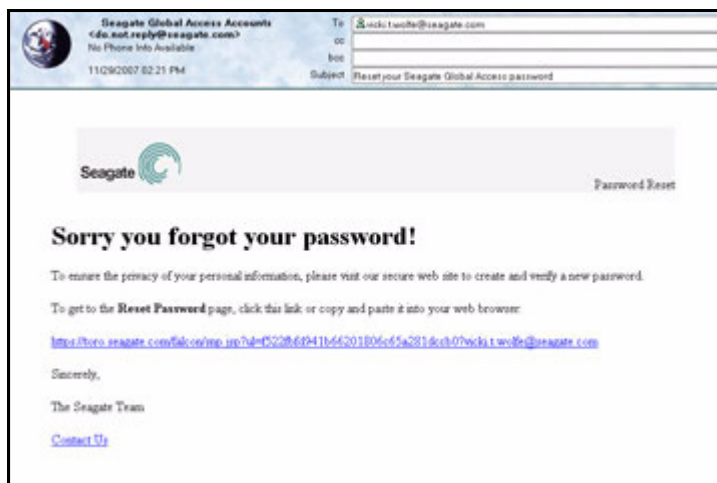 Seagate Global Access Accounts
<do.not.reply@seagate.com>
No Phone Info Available
11/29/2007 02:21 PM
To vicki.t.wolfe@seagate.com
cc
bcc
Subject Reset your Seagate Global Access password
Seagate
Password Reset
Sorry you forgot your password!
To ensure the privacy of your personal information, please visit our secure web site to create and verify a new password.
To get to the Reset Password page, click this link or copy and paste it into your web browser:
Sincerely,
The Seagate Team
Contact Us